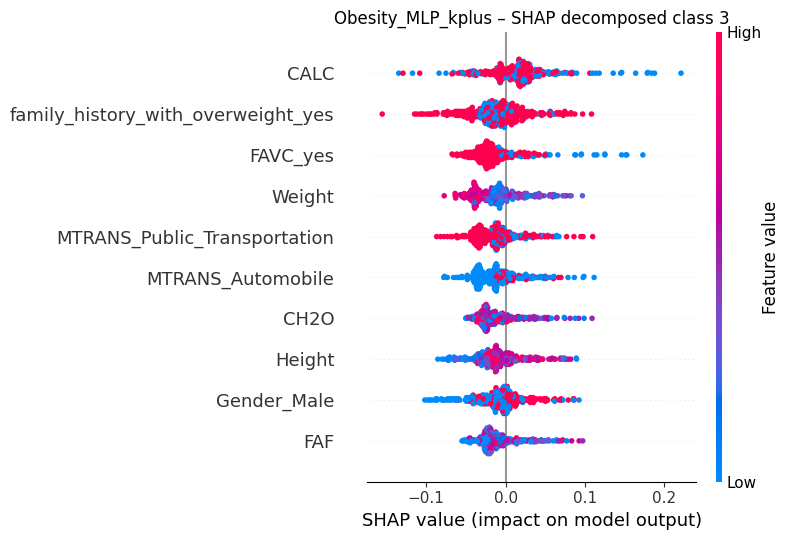 Obesity_MLP_kplus – SHAP decomposed class 3
High
CALC
family_history_with_overweight_yes
FAVC_yes
Weight
MTRANS_Public_Transportation
MTRANS_Automobile
CH2O
Height
Gender_Male
FAF
Feature value
Low
−0.1 0.0 0.1 0.2
SHAP value (impact on model output)